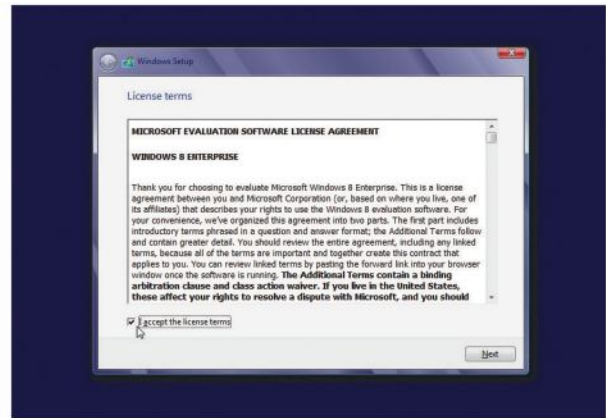 Windows Setup
License terms
MICROSOFT EVALUATION SOFTWARE LICENSE AGREEMENT
WINDOWS 8 ENTERPRISE
Thank you for choosing to evaluate Microsoft Windows 8 Enterprise. This is a license
agreement between you and Microsoft Corporation (or, based on where you live, one of
its affiliates) that describes your rights to use the Windows 8 evaluation software. For
your convenience, we've organized this agreement into two parts. The first part includes
introductory terms phrased in a question and answer format; the Additional Terms follow
and contain greater detail. You should review the entire agreement, including any linked
terms, because all of the terms are important and together create this contract that
applies to you. You can review linked terms by pasting the forward link into your browser
window once the software is running. The Additional Terms contain a binding
arbitration clause and class action waiver. If you live in the United States,
these affect your rights to resolve a dispute with Microsoft, and you should
I accept the license terms
Next